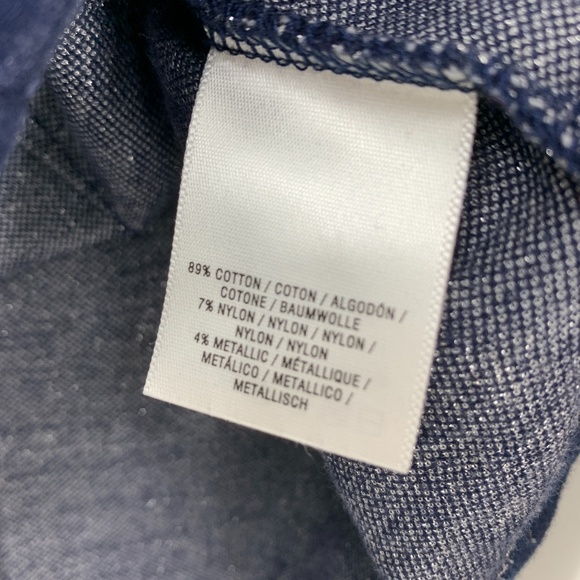 89% COTTON / COTON / ALGODÓN /
COTONE / BAUMWOLLE
7% NYLON / NYLON / NYLON /
NYLON / NYLON
4% METALLIC / MÉTALLIQUE /
METÁLICO / METALLICO /
METALLISCH